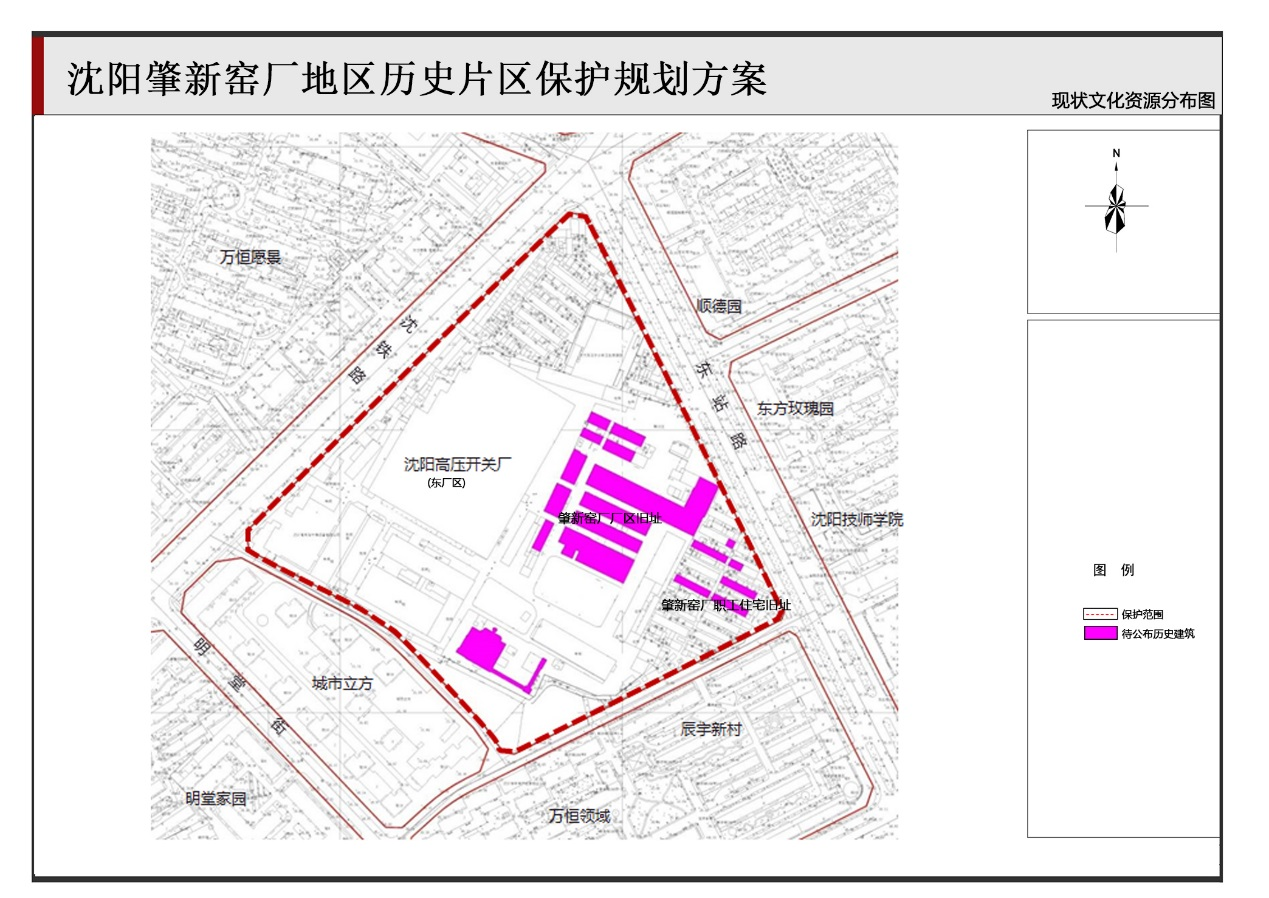 沈阳肇新窑厂地区历史片区保护规划方案
现状文化资源分布图
N
万恒愿景
顺德园
沈铁路
东站路
东方玫瑰园
沈阳高压开关厂
(东厂区)
肇新窑厂厂区旧址
沈阳技师学院
图 例
肇新窑厂职工住宅旧址
保护范围
待公布历史建筑
明堂街
城市立方
辰宇新村
明堂家园
万恒领域